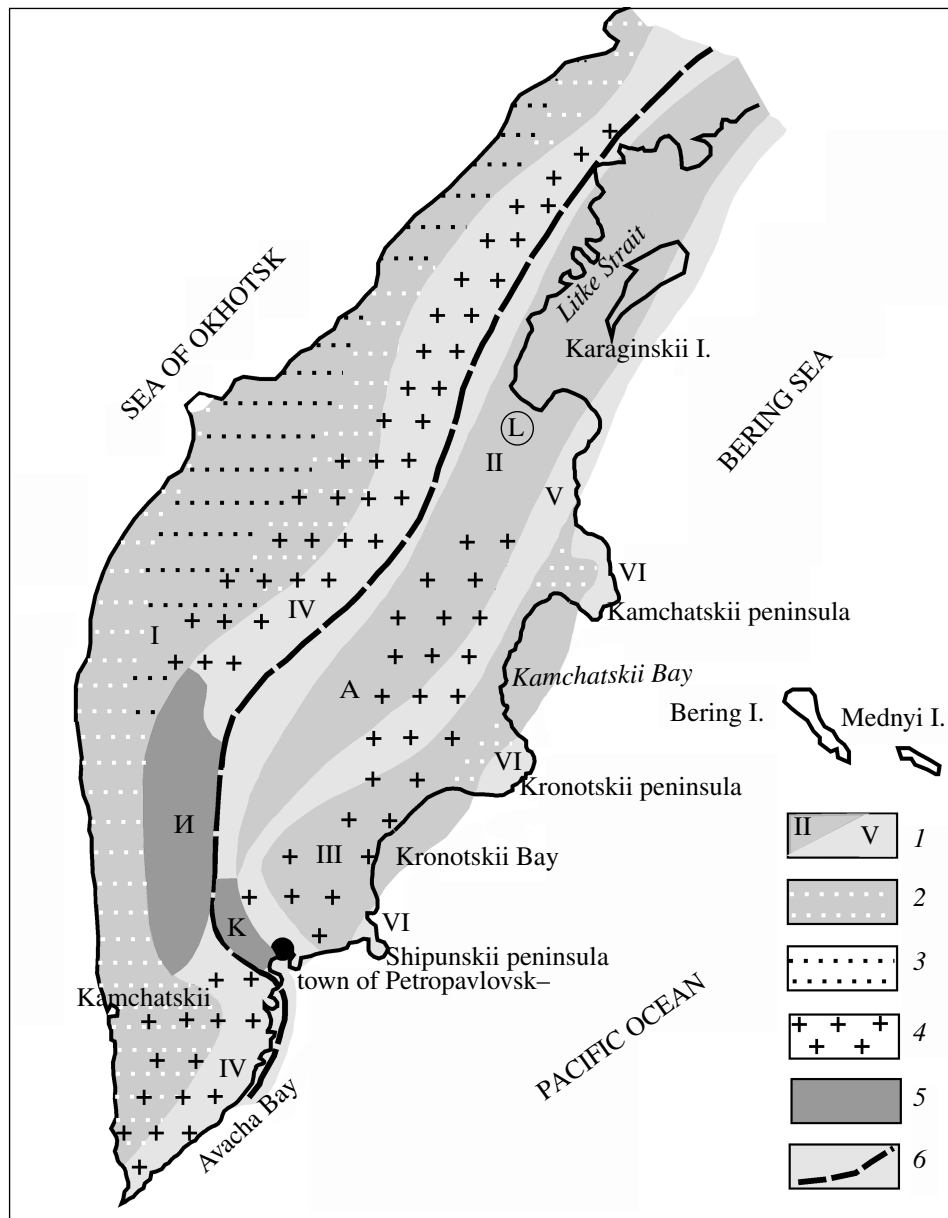 SEA OF OKHOTSK
Litke Strait
Karaginskii I.
BERING SEA
L
II
V
VI
Kamchatskii peninsula
IV
I
A
Kamchatskii Bay
Bering I.
Mednyi I.
VI
Kronotskii peninsula
И
III
Kronotskii Bay
K
VI
Shipunskii peninsula
town of Petropavlovsk–
Kamchatskii
IV
Avacha Bay
PACIFIC OCEAN
II V 1
2
3
4
5
6